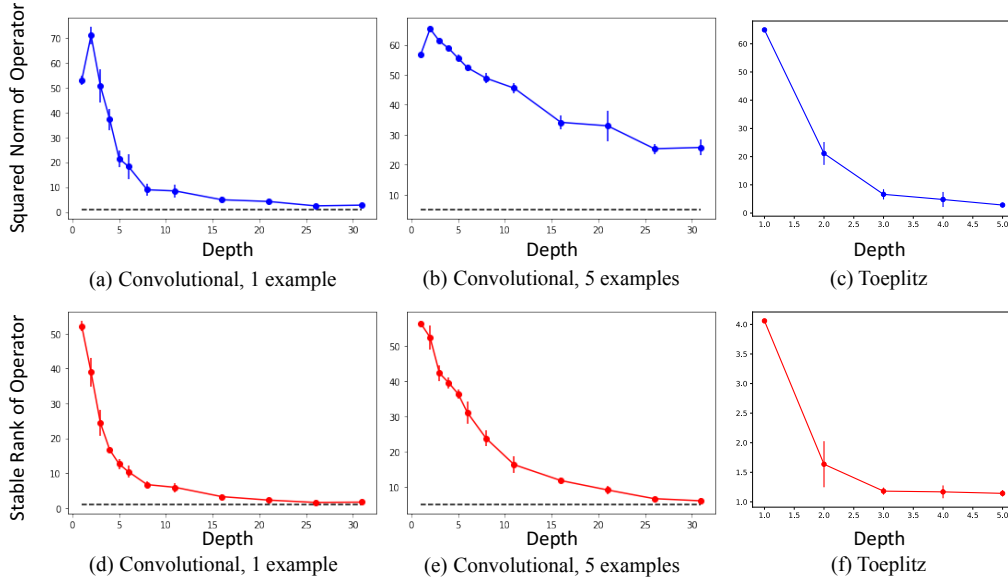 Squared Norm of Operator
70
60
50
40
30
20
10
0
0 5 10 15 20 25 30
Depth
(a) Convolutional, 1 example
60
50
40
30
20
10
0 5 10 15 20 25 30
Depth
(b) Convolutional, 5 examples
60
50
40
30
20
10
0
1.0 1.5 2.0 2.5 3.0 3.5 4.0 4.5 5.0
Depth
(c) Toeplitz
Stable Rank of Operator
50
40
30
20
10
0
0 5 10 15 20 25 30
Depth
(d) Convolutional, 1 example
50
40
30
20
10
0 5 10 15 20 25 30
Depth
(e) Convolutional, 5 examples
4.0
3.5
3.0
2.5
2.0
1.5
1.0
1.0 1.5 2.0 2.5 3.0 3.5 4.0 4.5 5.0
Depth
(f) Toeplitz